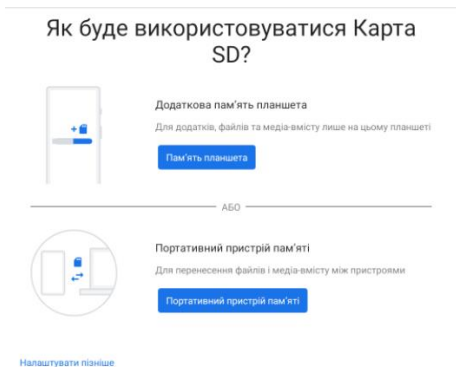 Як буде використовуватися Карта
SD?
Додаткова пам'ять планшета
Для додатків, файлів та медіа-вмісту лише на цьому планшеті
Пам'ять планшета
АБО
Портативний пристрій пам'яті
Для перенесення файлів і медіа-вмісту між пристроями
Портативний пристрій пам'яті
Налаштувати пізніше